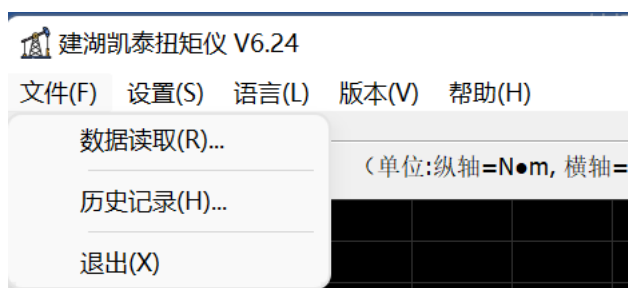 建湖凯泰扭矩仪 V6.24
文件(F) 设置(S) 语言(L) 版本(V) 帮助(H)
数据读取(R)...
（单位:纵轴=N●m, 横轴=
历史记录(H)...
退出(X)